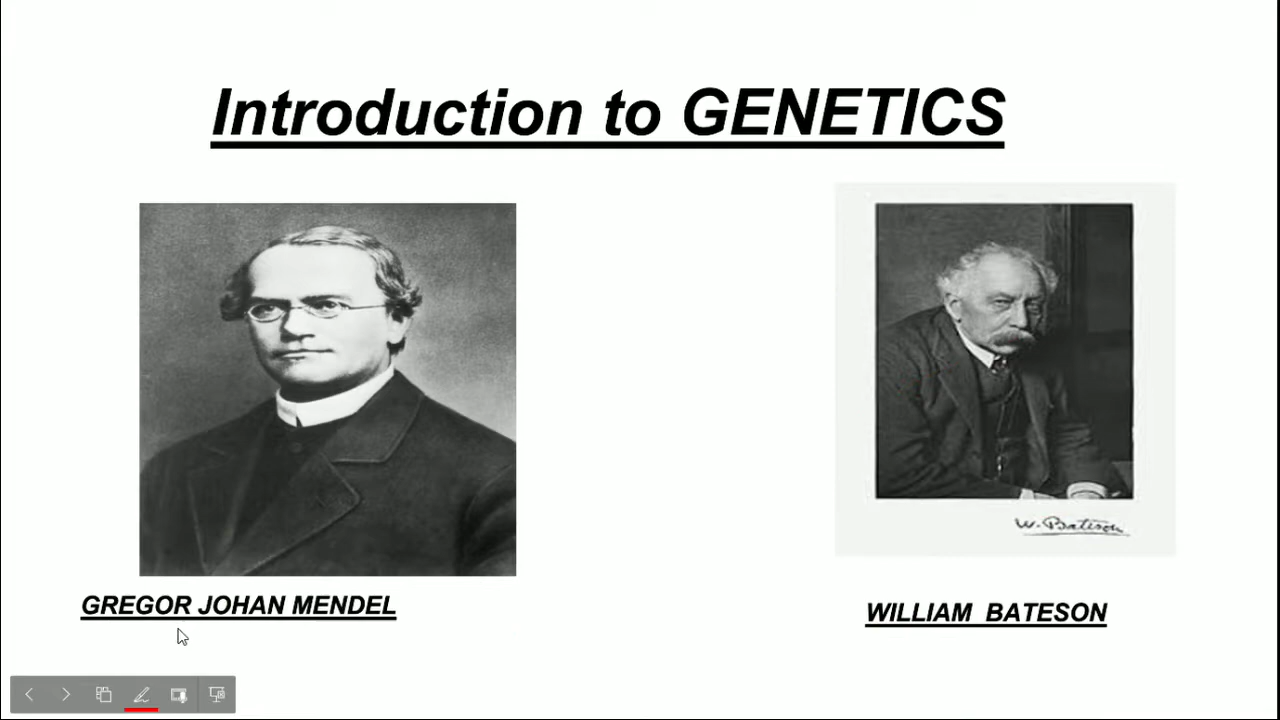 Introduction to GENETICS
W. Bateson
GREGOR JOHAN MENDEL
WILLIAM BATESON